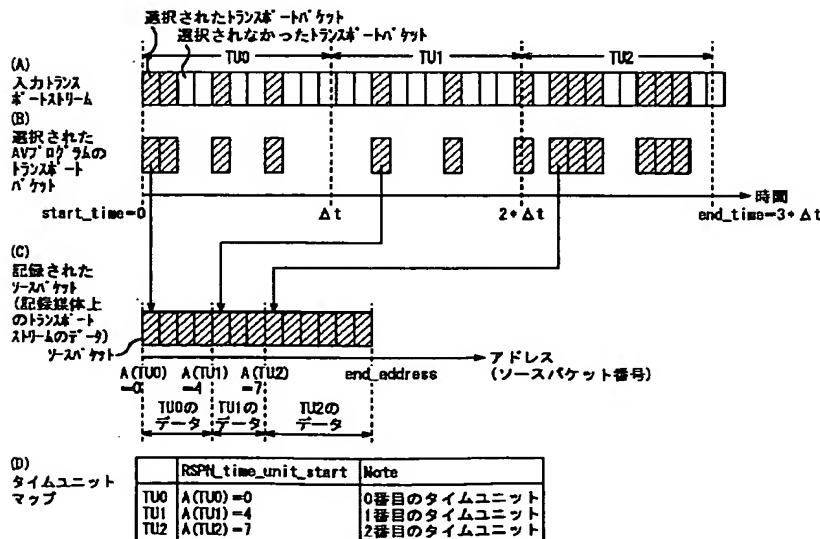 選択されたトランスポートパケット
選択されなかったトランスポートパケット
(A)
入力トランス
ポートストリーム
TU0 TU1 TU2
(B)
選択された
AVプログラムの
トランスポート
パケット
時間
start_time=0 Δt 2*Δt end_time=3*Δt
(C)
記録された
ソースパケット
(記録媒体上
のトランスポート
ストリームのデータ)
ソースパケット
アドレス
(ソースパケット番号)
A(TU0) A(TU1) A(TU2) end_address
=0 =4 =7
TU0の TU1の TU2の
データ データ データ
(D)
タイムユニット
マップ
RSPN_time_unit_start Note
TU0 A(TU0)=0 0番目のタイムユニット
TU1 A(TU1)=4 1番目のタイムユニット
TU2 A(TU2)=7 2番目のタイムユニット